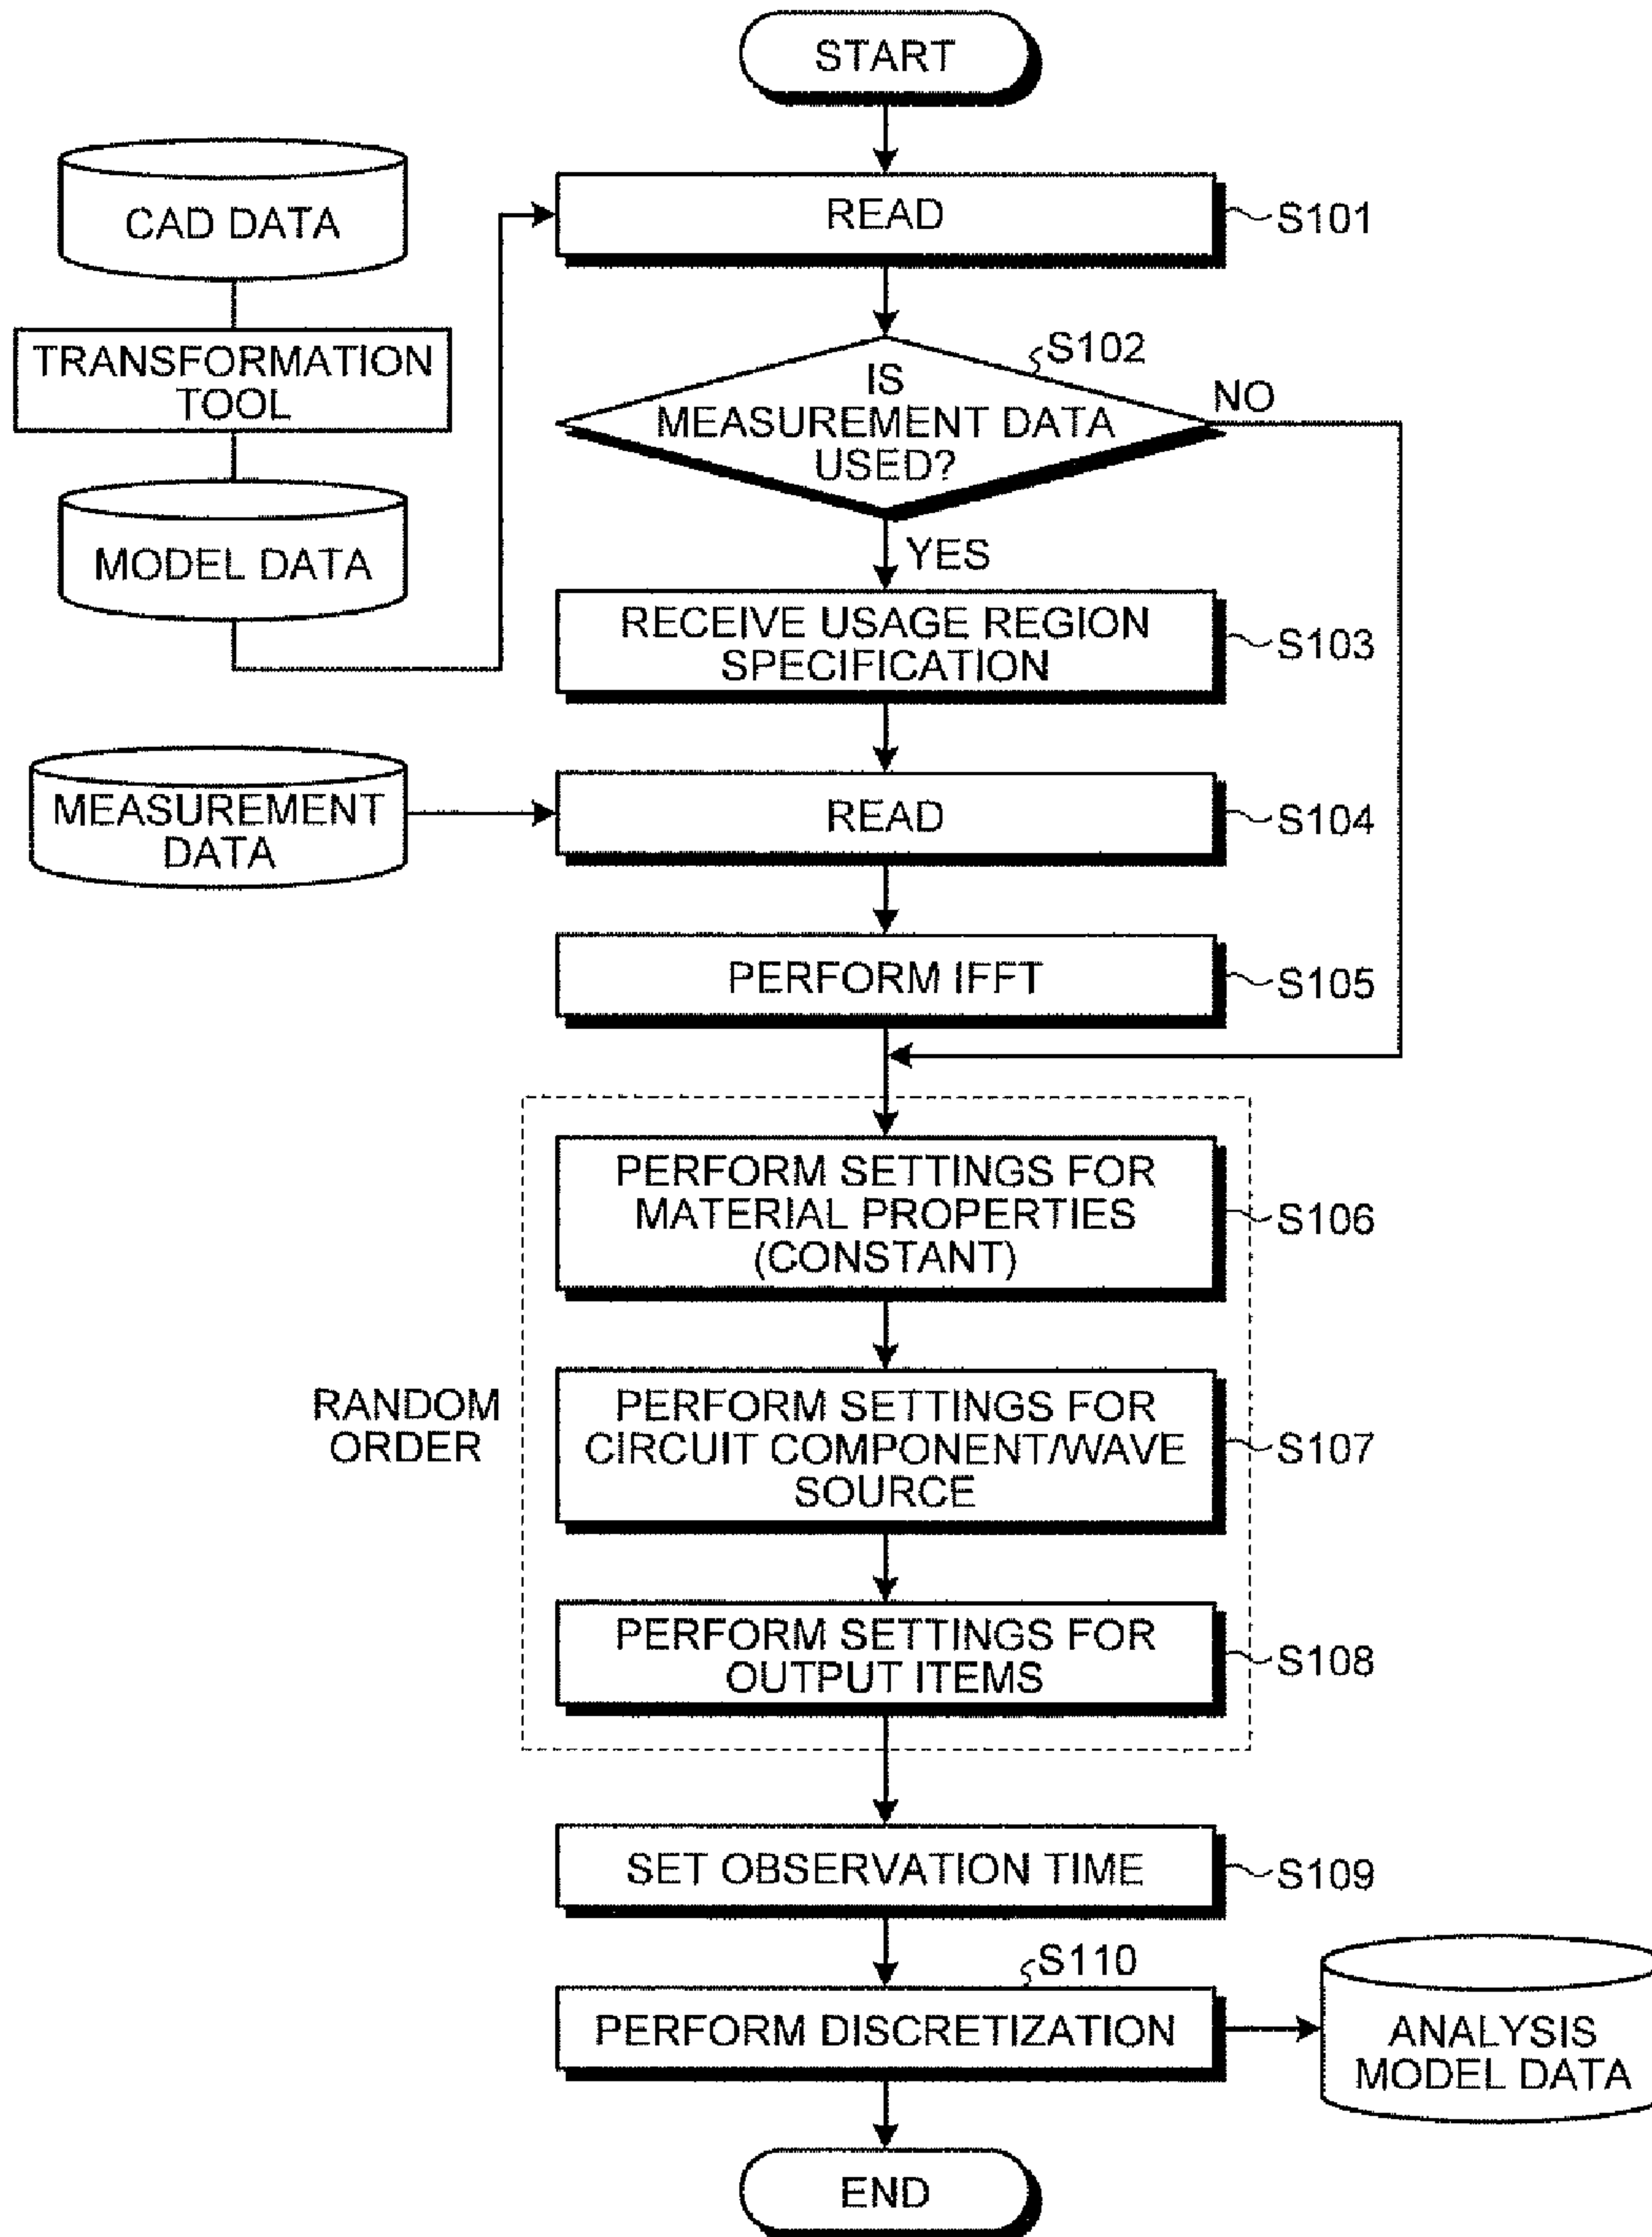 START
CAD DATA
READ
S101
TRANSFORMATION
TOOL
S102
IS
MEASUREMENT DATA
USED?
NO
MODEL DATA
YES
RECEIVE USAGE REGION
SPECIFICATION
S103
MEASUREMENT
DATA
READ
S104
PERFORM IFFT
S105
PERFORM SETTINGS FOR
MATERIAL PROPERTIES
(CONSTANT)
S106
RANDOM
ORDER
PERFORM SETTINGS FOR
CIRCUIT COMPONENT/WAVE
SOURCE
S107
PERFORM SETTINGS FOR
OUTPUT ITEMS
S108
SET OBSERVATION TIME
S109
S110
PERFORM DISCRETIZATION
ANALYSIS
MODEL DATA
END